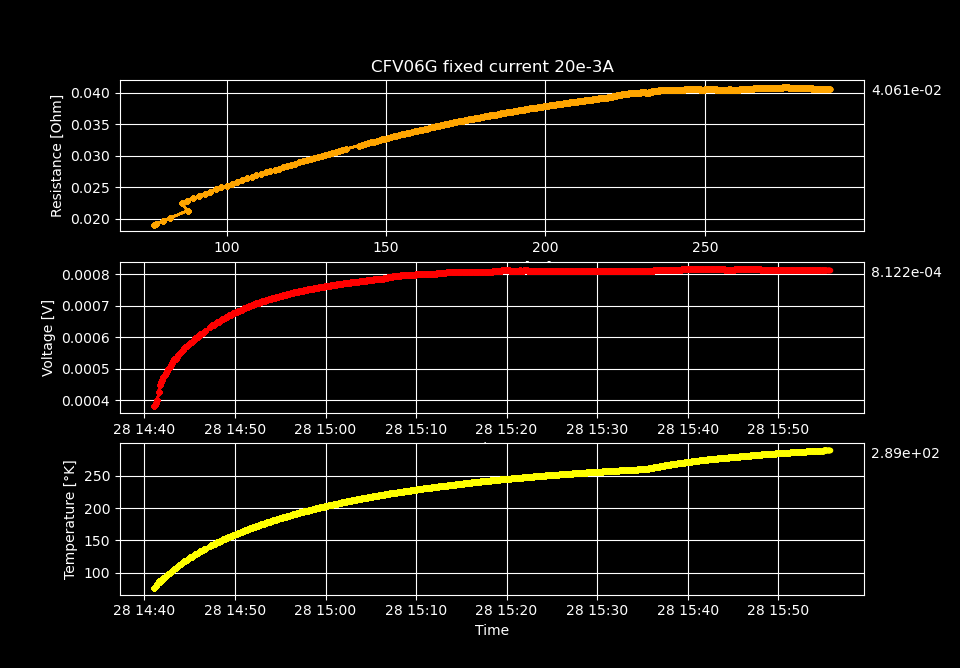 CFV06G fixed current 20e-3A
Resistance [Ohm]
0.040
0.035
0.030
0.025
0.020
4.061e-02
100 150 200 250
Voltage [V]
0.0008
0.0007
0.0006
0.0005
0.0004
8.122e-04
28 14:40 28 14:50 28 15:00 28 15:10 28 15:20 28 15:30 28 15:40 28 15:50
Temperature [°K]
250
200
150
100
2.89e+02
28 14:40 28 14:50 28 15:00 28 15:10 28 15:20 28 15:30 28 15:40 28 15:50
Time